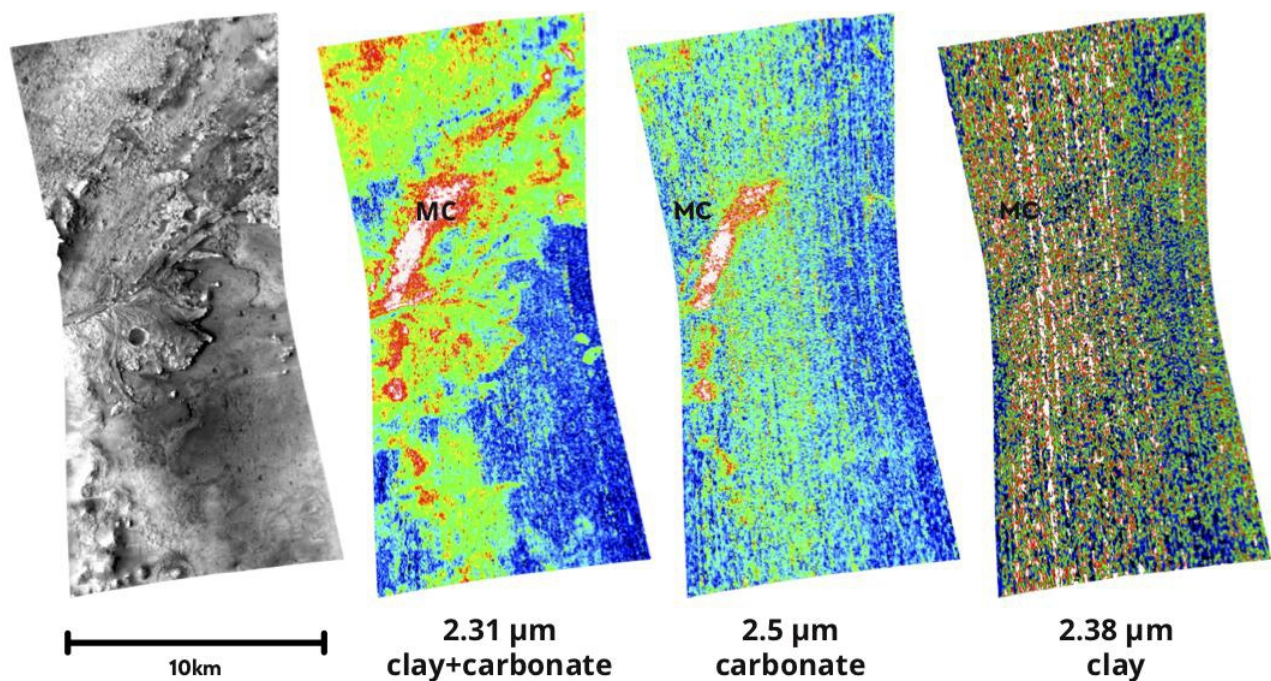 MC
MC
MC
10km
2.31 µm
clay+carbonate
2.5 µm
carbonate
2.38 µm
clay